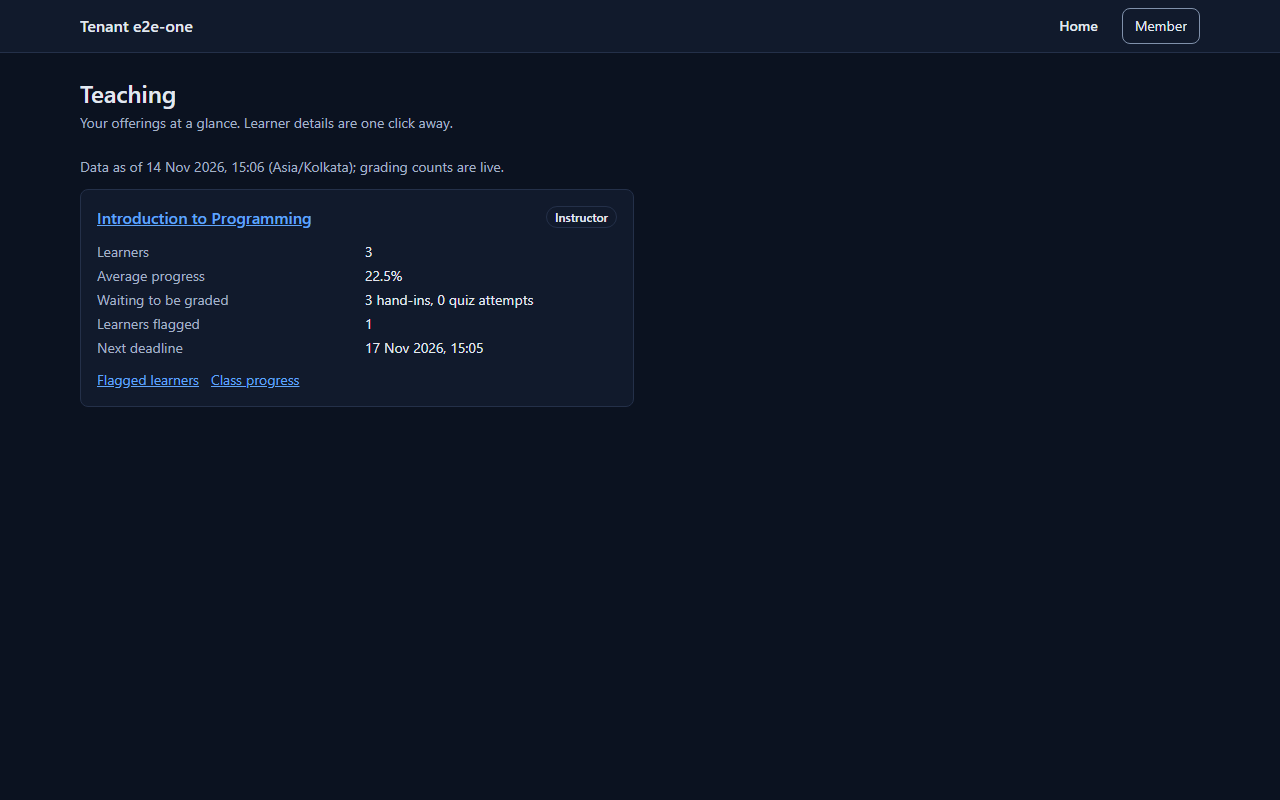 Tenant e2e-one
Home
Member
Teaching
Your offerings at a glance. Learner details are one click away.
Data as of 14 Nov 2026, 15:06 (Asia/Kolkata); grading counts are live.
Introduction to Programming
Instructor
Learners 3
Average progress 22.5%
Waiting to be graded 3 hand-ins, 0 quiz attempts
Learners flagged 1
Next deadline 17 Nov 2026, 15:05
Flagged learners Class progress